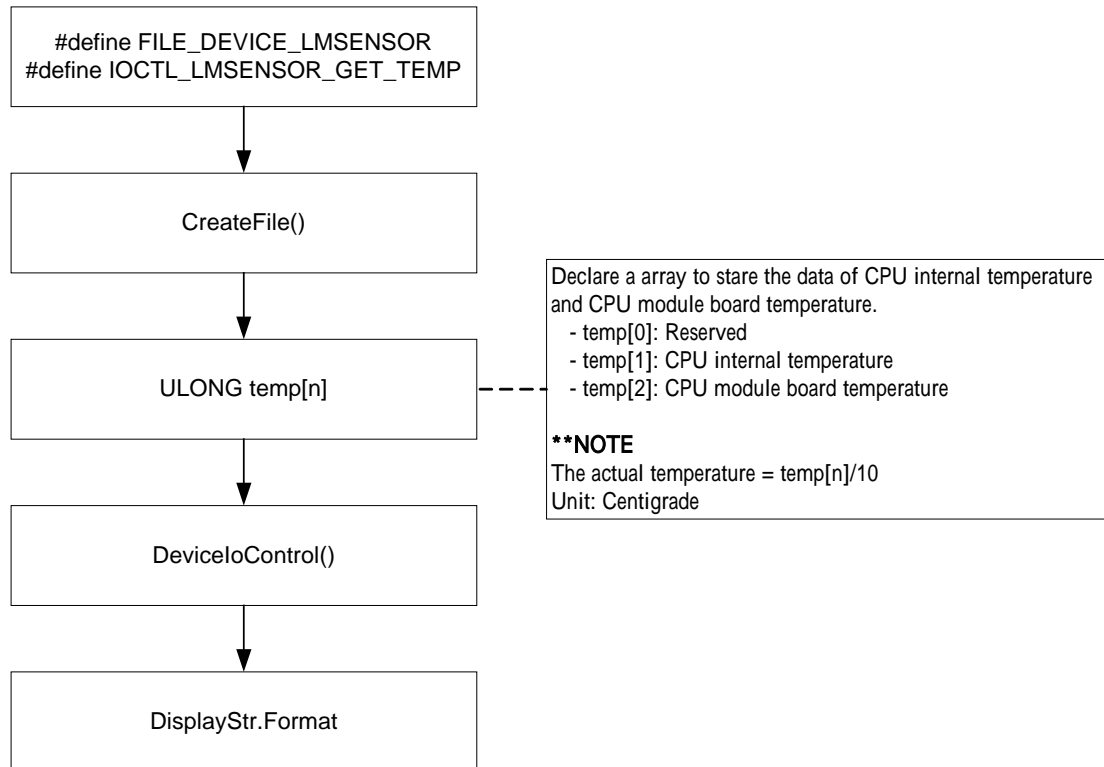 #define FILE_DEVICE_LMSENSOR
#define IOCTL_LMSENSOR_GET_TEMP
CreateFile()
ULONG temp[n]
Declare a array to stare the data of CPU internal temperature
and CPU module board temperature.
- temp[0]: Reserved
- temp[1]: CPU internal temperature
- temp[2]: CPU module board temperature
**NOTE
The actual temperature = temp[n]/10
Unit: Centigrade
DeviceIoControl()
DisplayStr.Format